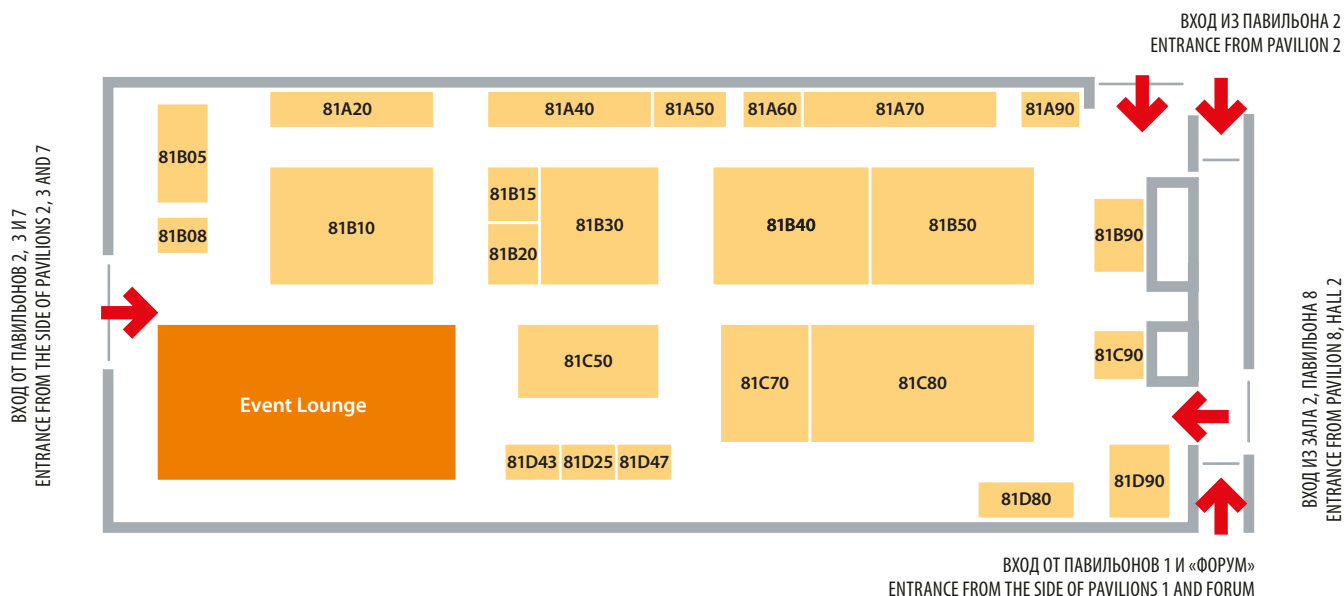 ВХОД ИЗ ПАВИЛЬОНА 2
ENTRANCE FROM PAVILION 2
81A20
81A40
81A50
81A60
81A70
81A90
81B05
81B08
81B10
81B15
81B20
81B30
81B40
81B50
81B90
ВХОД ОТ ПАВИЛЬОНОВ 2, 3 И 7
ENTRANCE FROM THE SIDE OF PAVILIONS 2, 3 AND 7
Event Lounge
81C50
81C70
81C80
81C90
81D43
81D25
81D47
81D80
81D90
ВХОД ИЗ ЗАЛА 2, ПАВИЛЬОНА 8
ENTRANCE FROM PAVILION 8, HALL 2
ВХОД ОТ ПАВИЛЬОНОВ 1 И «ФОРУМ»
ENTRANCE FROM THE SIDE OF PAVILIONS 1 AND FORUM